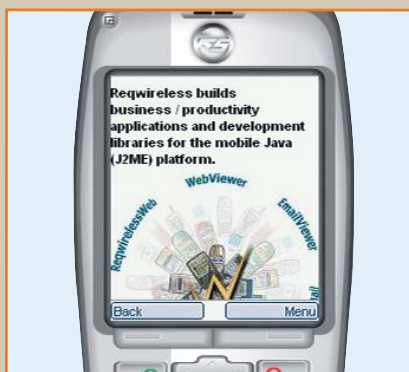 Reqwireless builds
business / productivity
applications and development
libraries for the mobile Java
(J2ME) platform.
WebViewer
ReqwirelessWeb
EmailViewer
Back
Menu